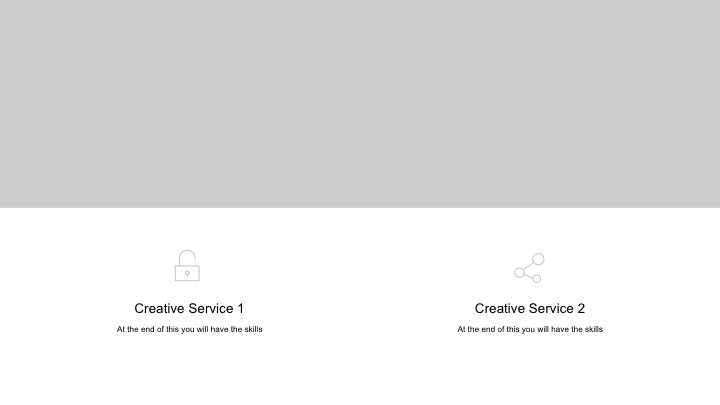 Creative Service 1
At the end of this you will have the skills
Creative Service 2
At the end of this you will have the skills